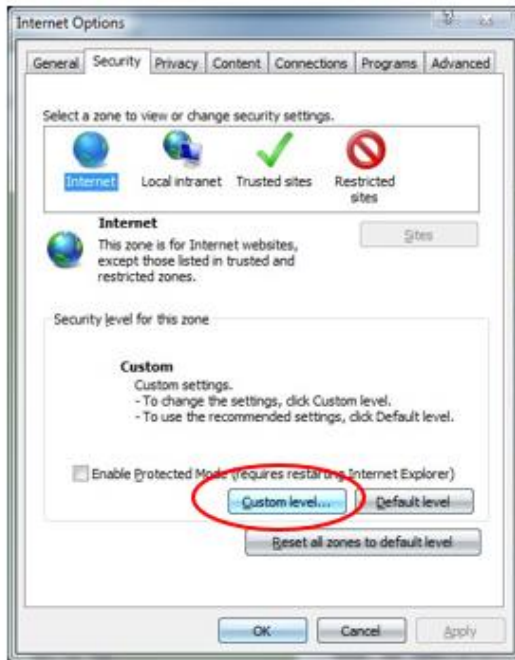 Internet Options
General Security Privacy Content Connections Programs Advanced
Select a zone to view or change security settings.
Internet Local intranet Trusted sites Restricted
sites
Internet
Sites
This zone is for Internet websites,
except those listed in trusted and
restricted zones.
Security level for this zone
Custom
Custom settings.
- To change the settings, click Custom level.
- To use the recommended settings, click Default level.
Enable Protected Mode (requires restarting Internet Explorer)
Custom level... Default level
Reset all zones to default level
OK Cancel Apply